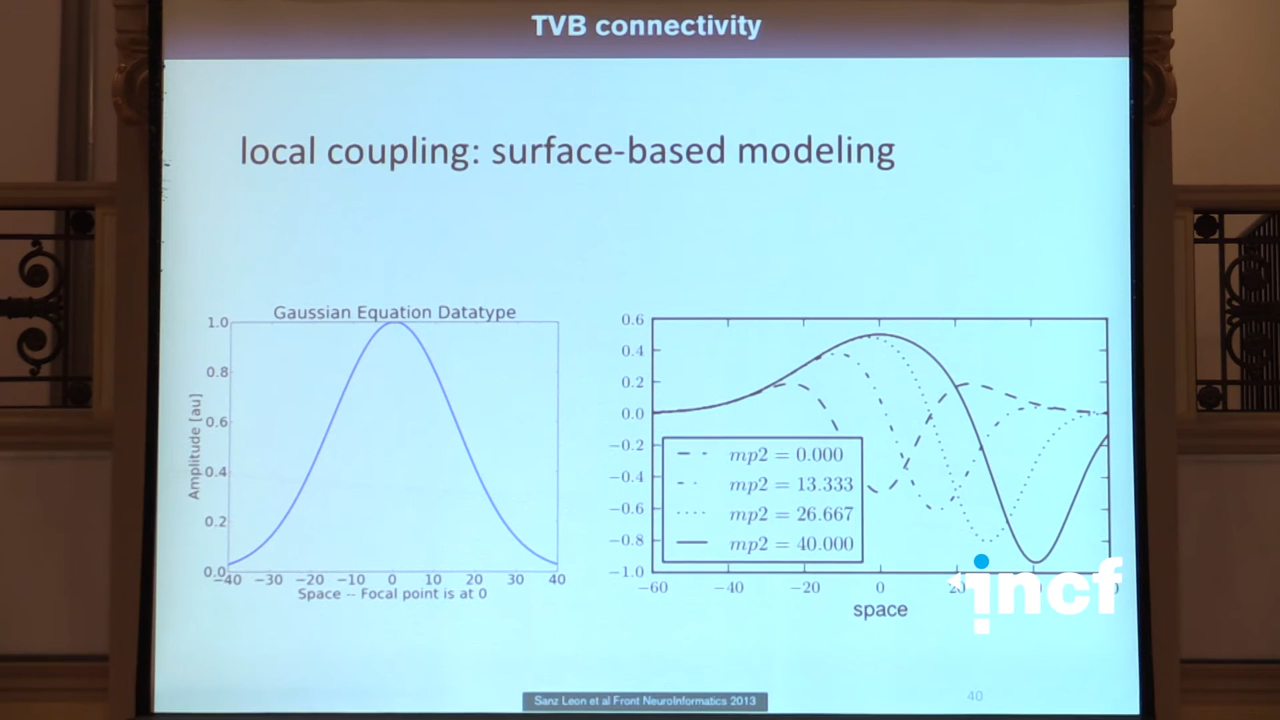 TVB connectivity
local coupling: surface-based modeling
Gaussian Equation Datatype
1.0
0.8
0.6
0.4
0.2
0.0
Amplitude [au]
−40 −30 −20 −10 0 10 20 30 40
Space -- Focal point is at 0
0.6
0.4
0.2
0.0
−0.2
−0.4
−0.6
−0.8
−1.0
mp2 = 0.000
mp2 = 13.333
mp2 = 26.667
mp2 = 40.000
−60 −40 −20 0 20
space
incf
Sanz Leon et al Front NeuroInformatics 2013
40